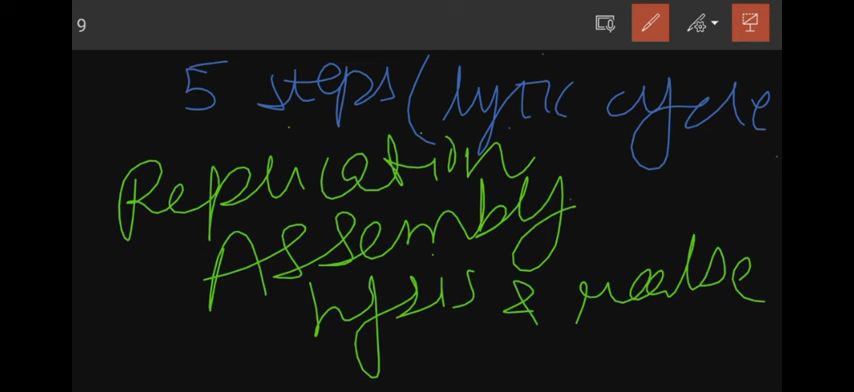 9
5 steps (lytic cycle
Replication
Assembly
lysis & realse